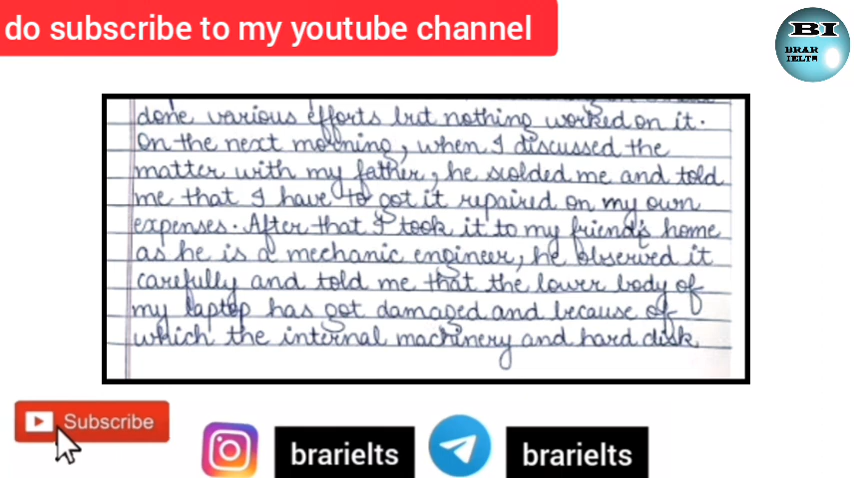 do subscribe to my youtube channel
BI
BRAR
IELTS
done various efforts but nothing worked on it.
On the next morning, when I discussed the
matter with my father, he scolded me and told
me that I have to got it repaired on my own
expenses. After that I took it to my friend's home
as he is a mechanic engineer, he observed it
carefully and told me that the lower body of
my laptop has got damaged and because of
which the internal machinery and hard disk
Subscribe
brarielts
brarielts